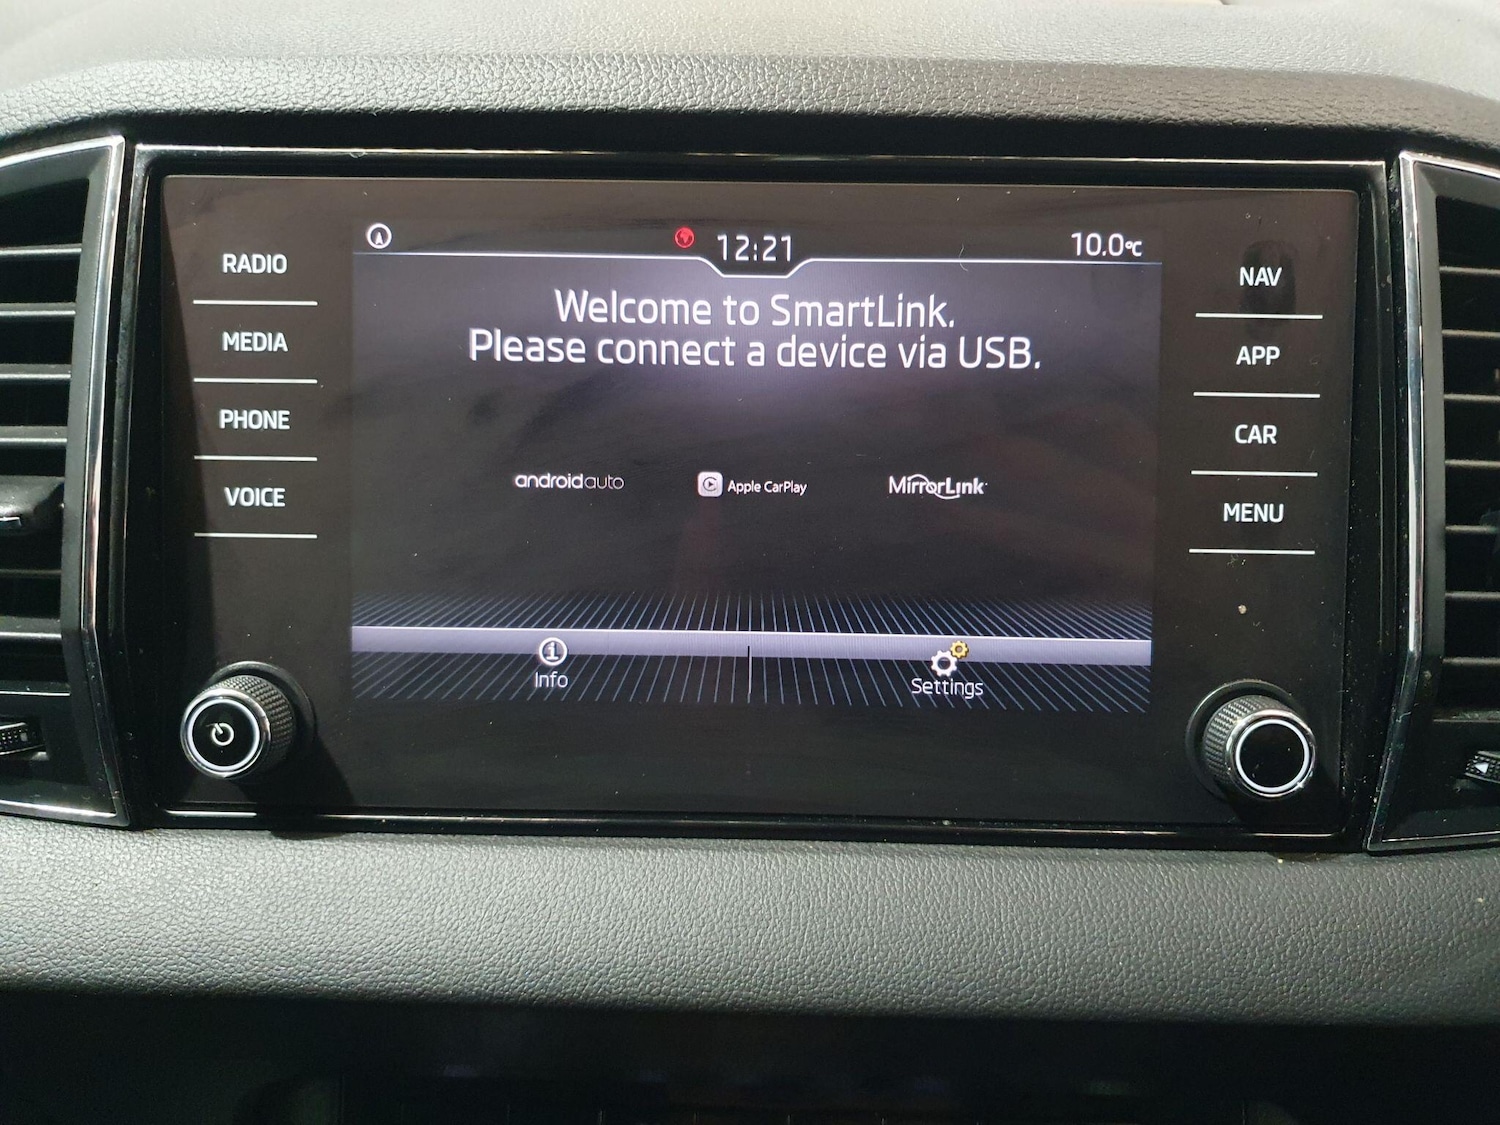 12:21
10.0°C
RADIO
MEDIA
PHONE
VOICE
Welcome to SmartLink.
Please connect a device via USB.
androidauto
Apple CarPlay
MirrorLink
Info
Settings
NAV
APP
CAR
MENU